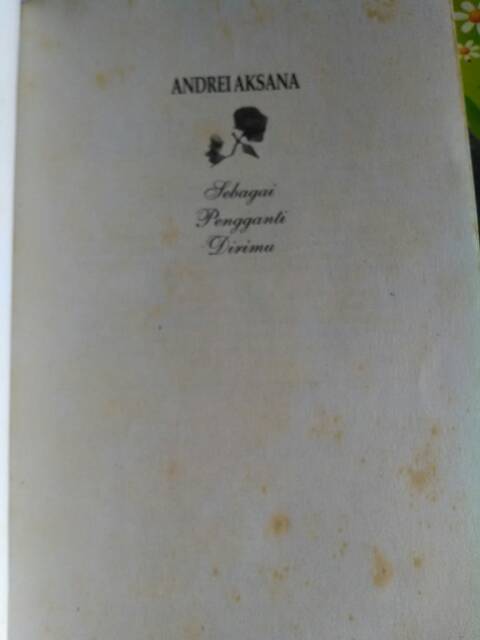 ANDREI AKSANA
Sebagai
Pengganti
Dirimu